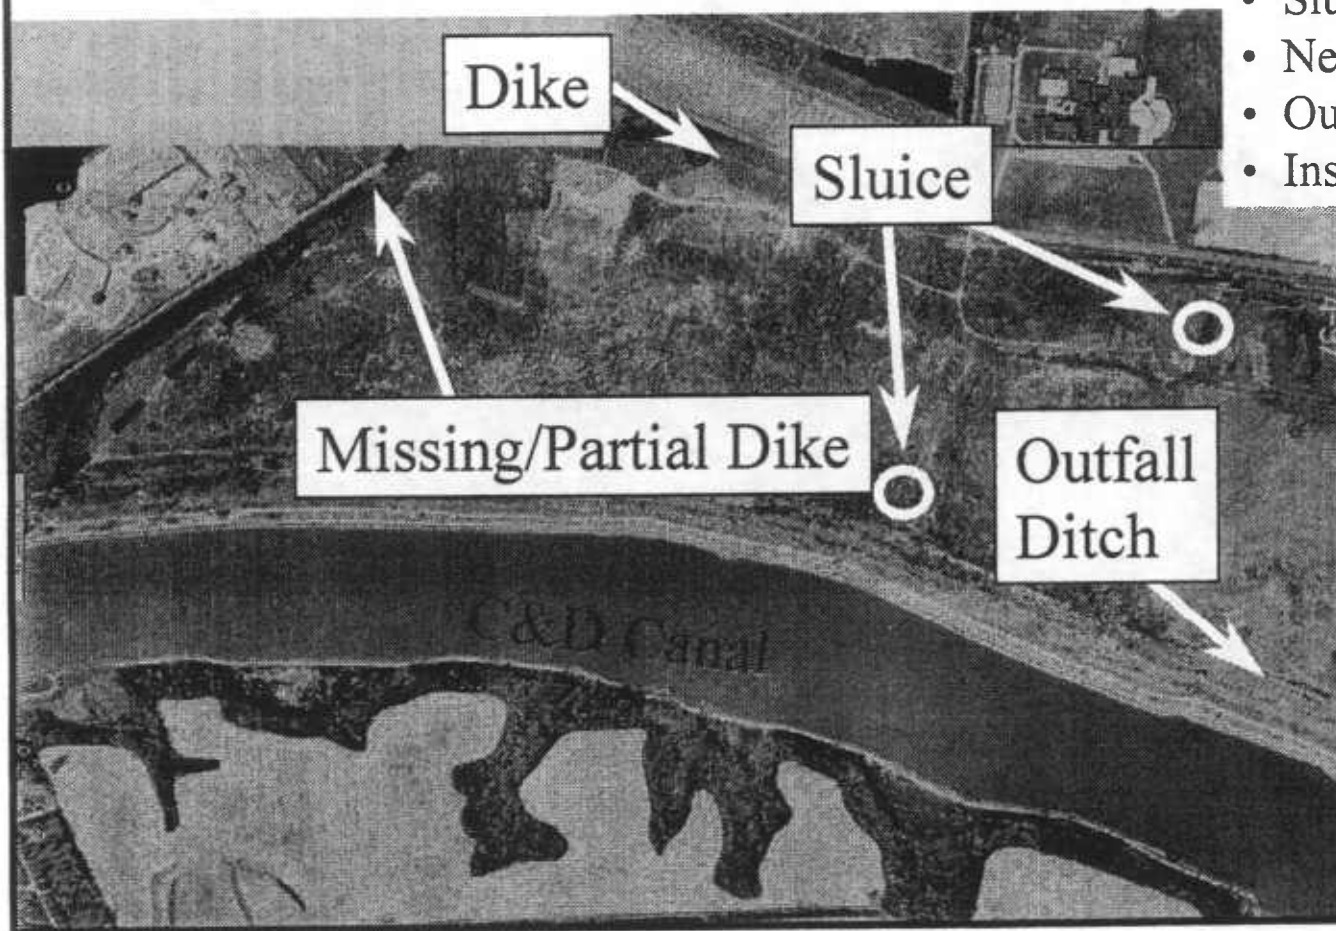 Dike
Sluice
Missing/Partial Dike
Outfall
Ditch
C&D Canal